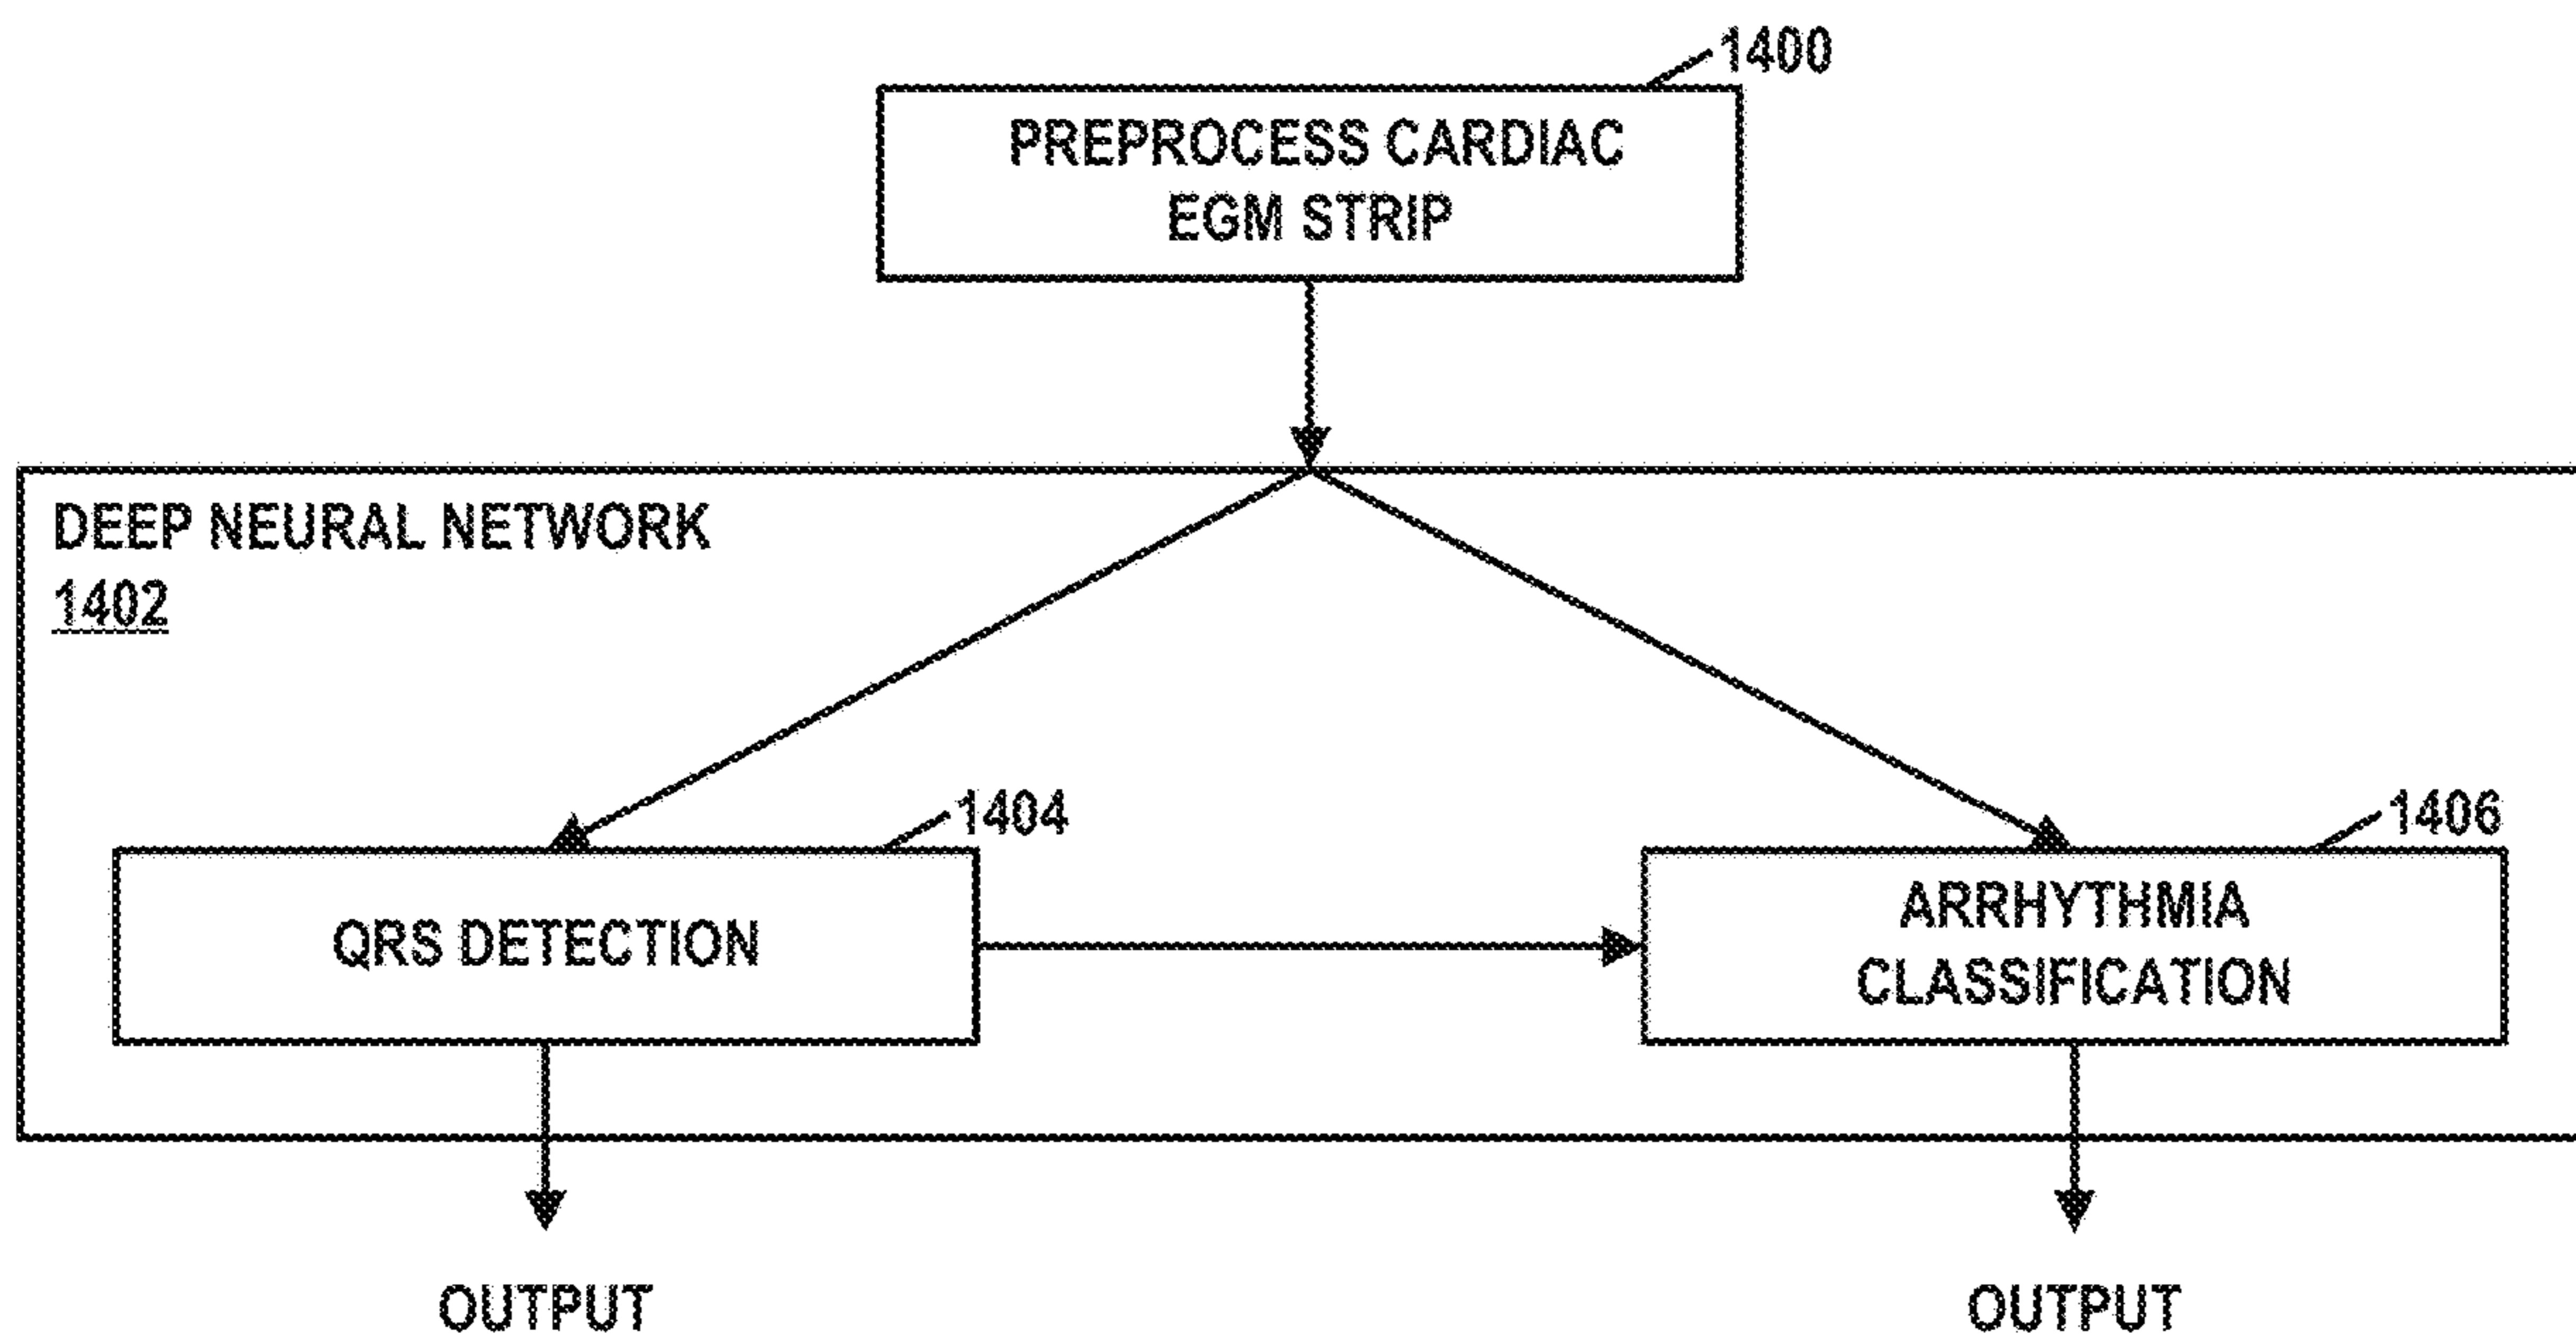 1400
PREPROCESS CARDIAC
EGM STRIP
DEEP NEURAL NETWORK
1402
1404
1406
QRS DETECTION
ARRHYTHMIA
CLASSIFICATION
OUTPUT
OUTPUT